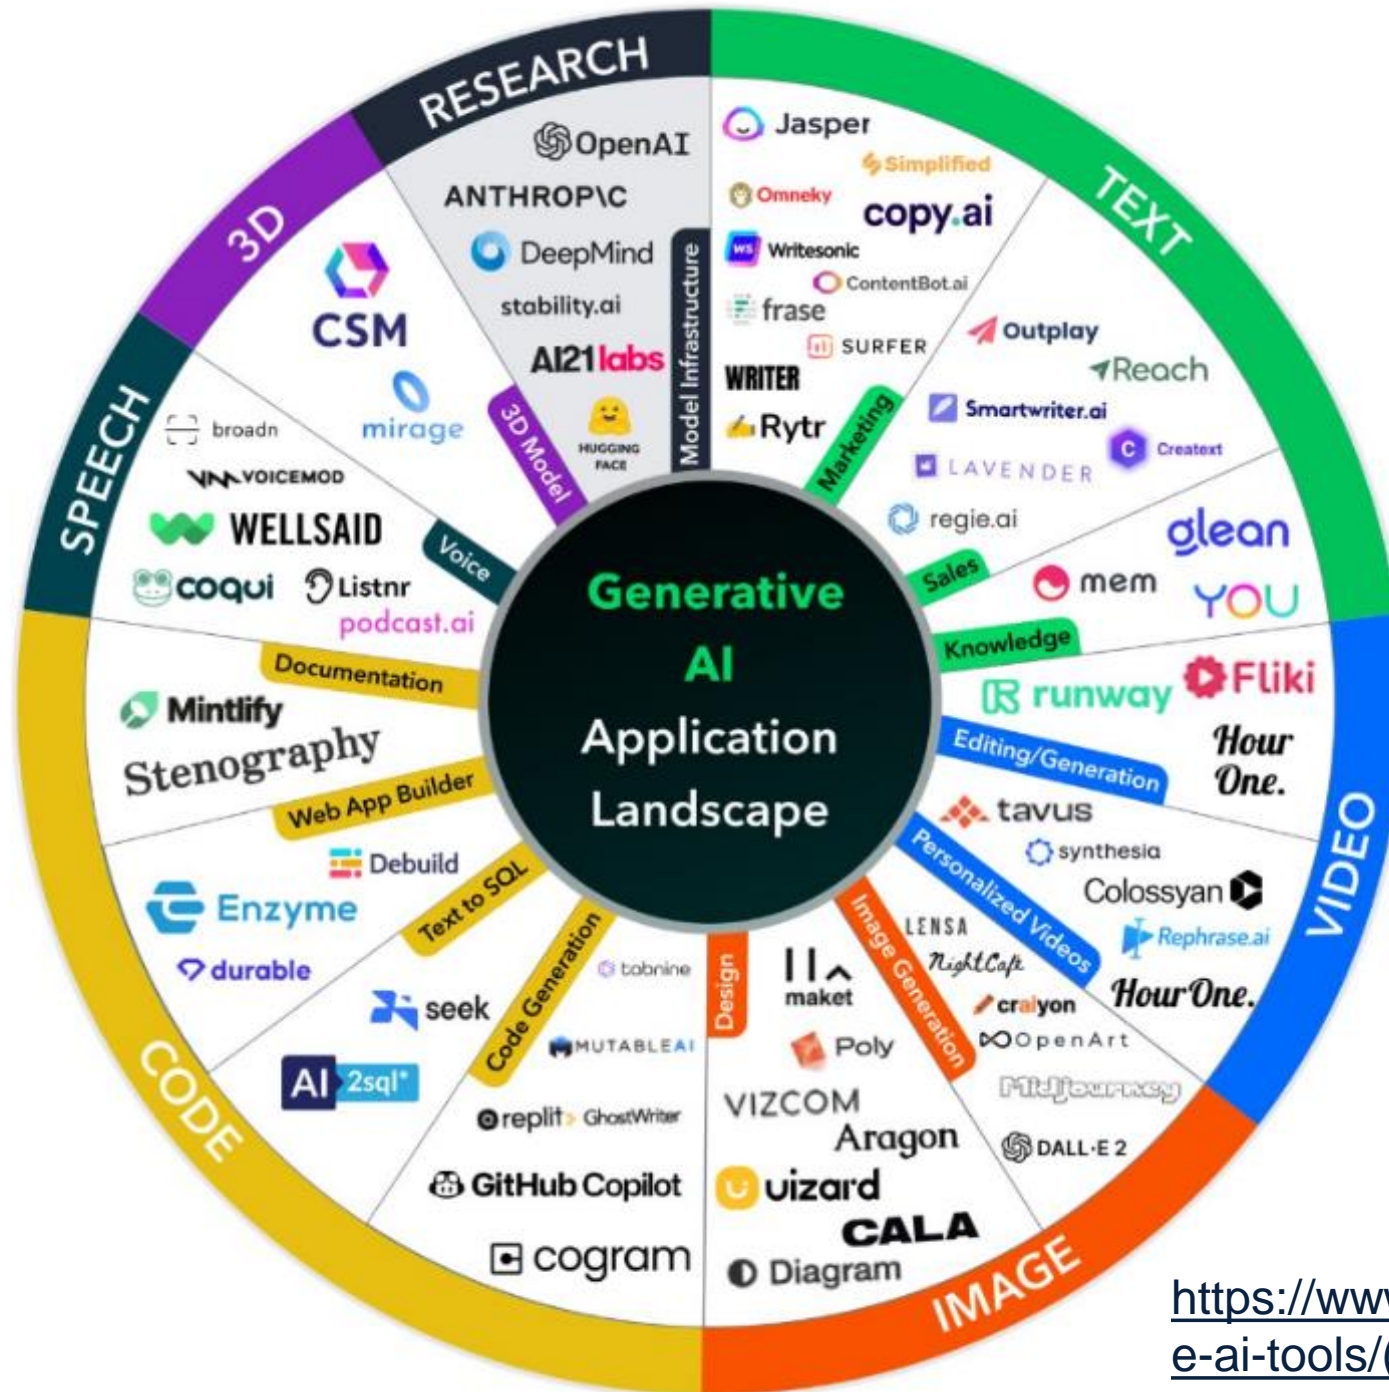 Generative
AI
Application
Landscape
RESEARCH
Model Infrastructure
OpenAI
ANTHROP\C
DeepMind
stability.ai
AI21 labs
HUGGING
FACE
TEXT
Marketing
Jasper
Simplified
Omneky
copy.ai
WS Writesonic
ContentBot.ai
frase
SURFER
WRITER
Rytr
Sales
Outplay
Reach
Smartwriter.ai
C Creatext
LAVENDER
regie.ai
Knowledge
glean
mem
YOU
VIDEO
Editing/Generation
runway
Fliki
Hour
One.
Personalized Videos
tavus
synthesia
Colossyan
Rephrase.ai
Hour One.
IMAGE
Image Generation
LENSA
NightCafe
craiyon
OpenArt
Midjourney
DALL·E 2
Design
maket
Poly
VIZCOM
Aragon
uizard
CALA
Diagram
CODE
Code Generation
tabnine
MUTABLEAI
replit GhostWriter
GitHub Copilot
cogram
Text to SQL
seek
AI 2sql*
Web App Builder
Debuild
Enzyme
durable
Documentation
Mintlify
Stenography
SPEECH
Voice
broadn
VOICEMOD
WELLSAID
coqui
Listnr
podcast.ai
3D
3D Model
CSM
mirage
https://www
e-ai-tools/